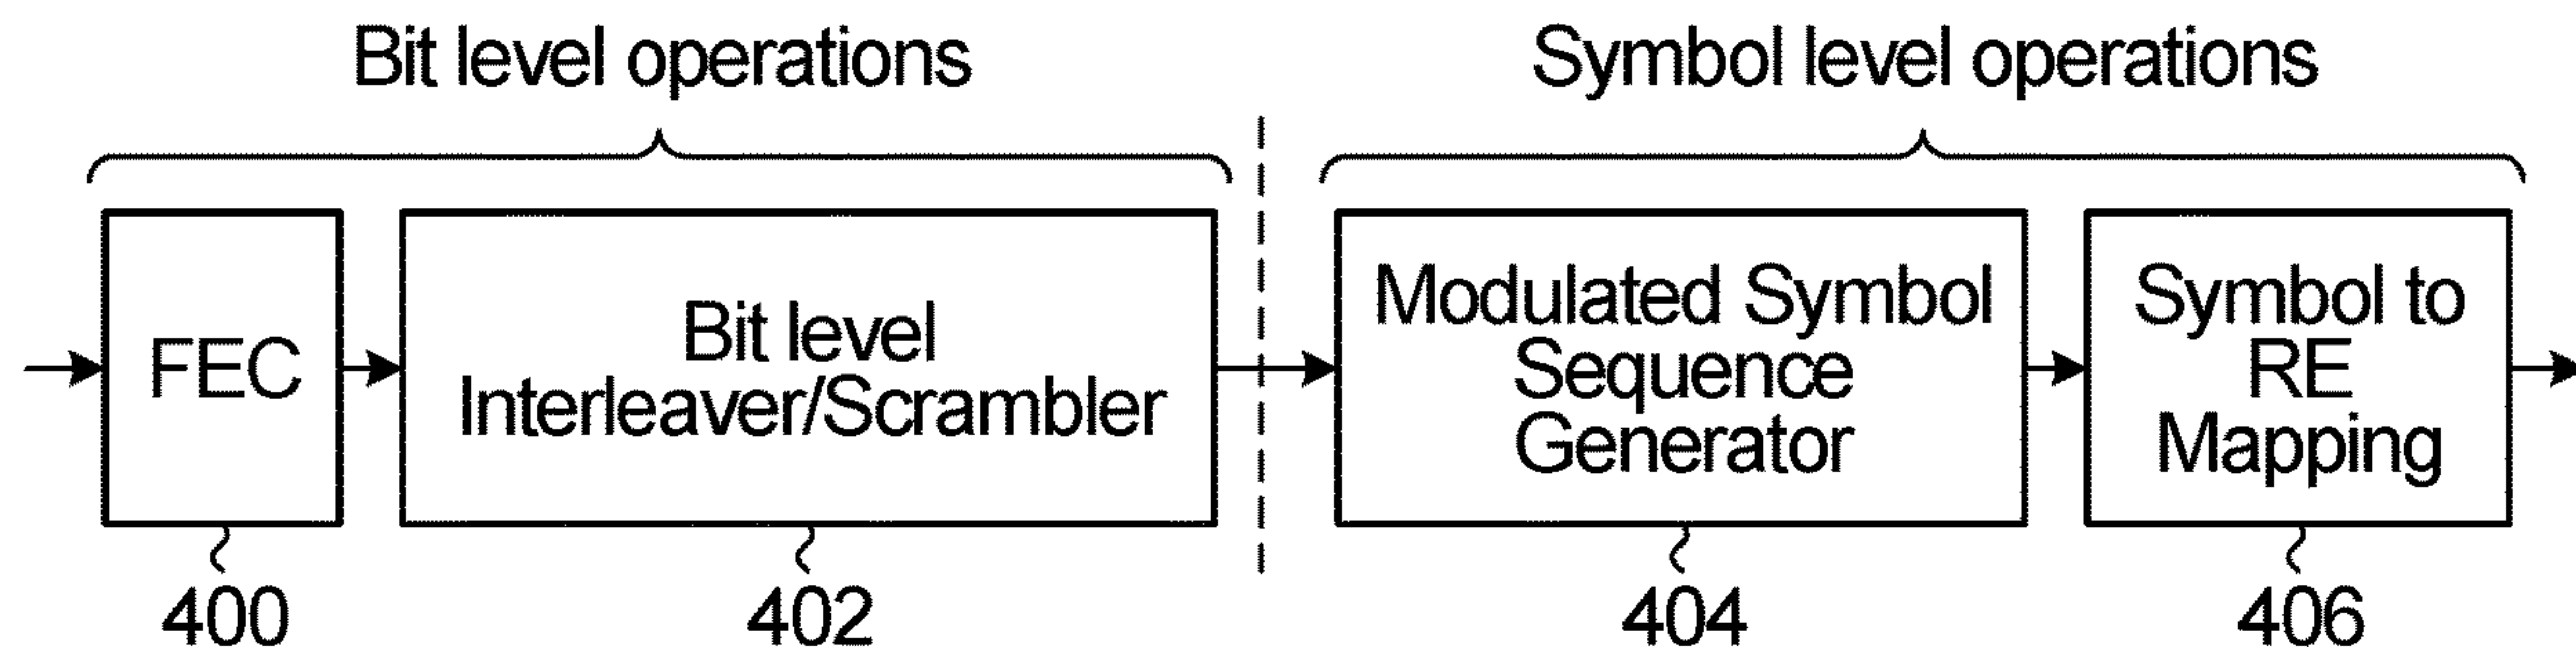 Bit level operations
Symbol level operations
FEC
Bit level
Interleaver/Scrambler
Modulated Symbol
Sequence
Generator
Symbol to
RE
Mapping
400
402
404
406